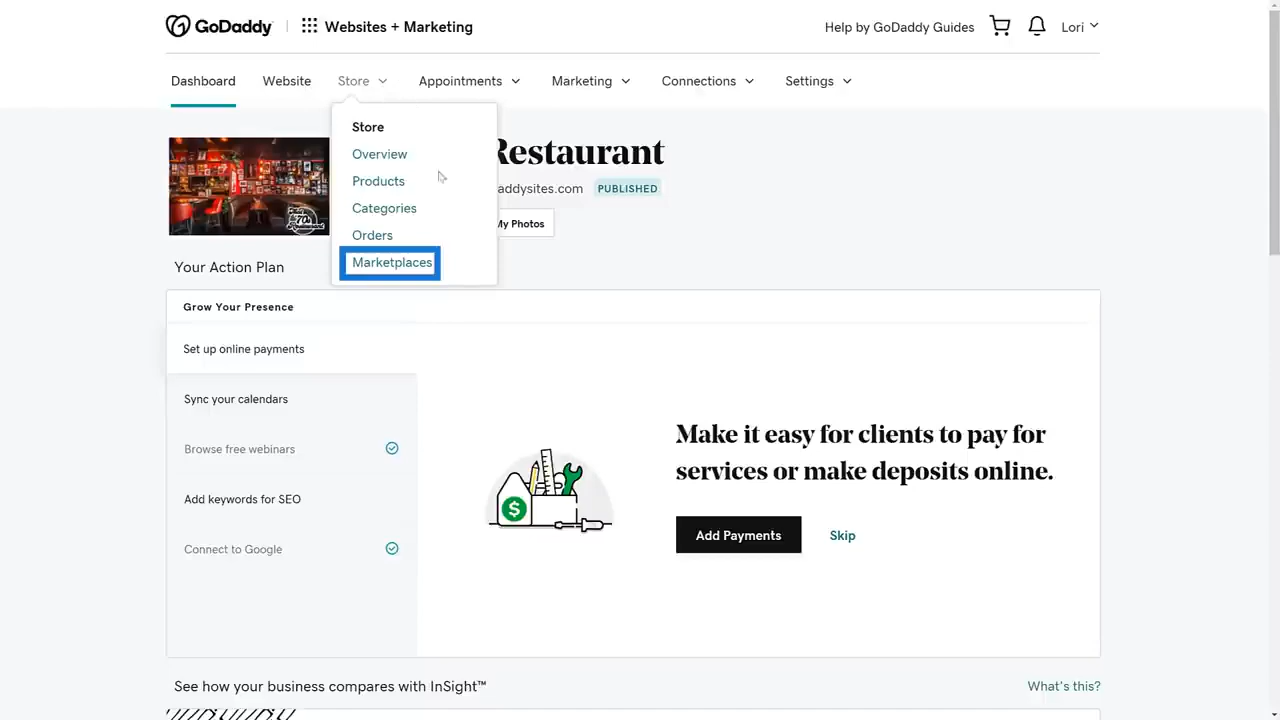 GoDaddy
Websites + Marketing
Help by GoDaddy Guides
Lori
Dashboard
Website
Store
Appointments
Marketing
Connections
Settings
Store
Overview
Products
Categories
Orders
Marketplaces
Restaurant
addysites.com
PUBLISHED
My Photos
Your Action Plan
Grow Your Presence
Set up online payments
Sync your calendars
Browse free webinars
Add keywords for SEO
Connect to Google
Make it easy for clients to pay for
services or make deposits online.
$
Add Payments
Skip
See how your business compares with InSight™
What's this?